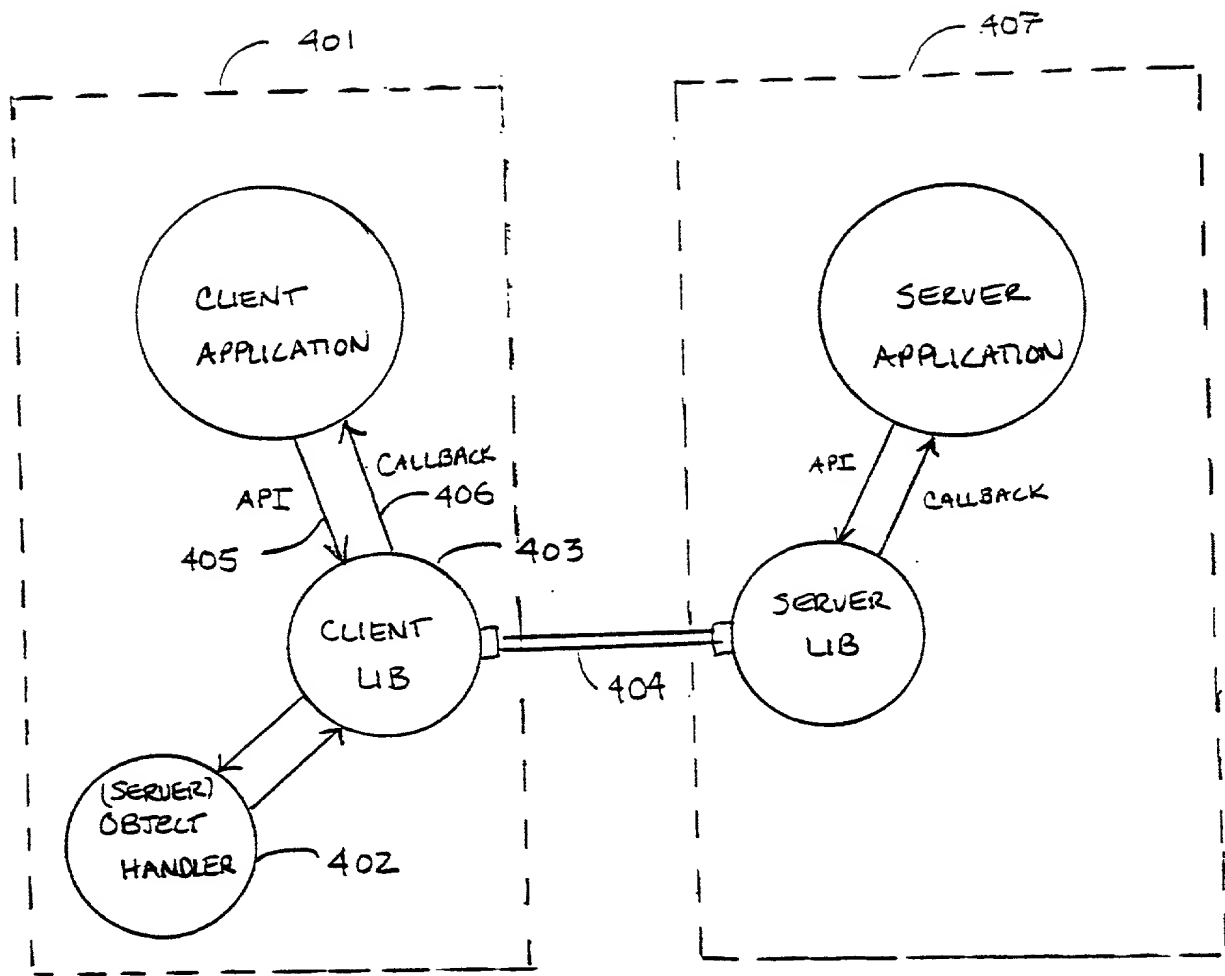 401
407
CLIENT
APPLICATION
SERVER
APPLICATION
CALLBACK
API
406
405
403
API
CALLBACK
CLIENT
LIB
SERVER
LIB
404
(SERVER)
OBJECT
HANDLER
402